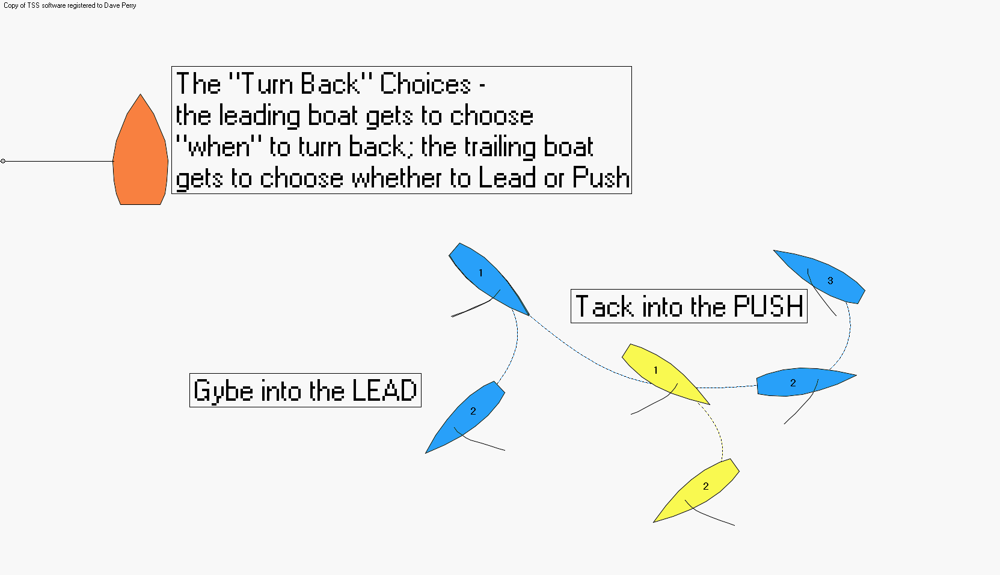 Copy of TSS software registered to Dave Perry
The "Turn Back" Choices -
the leading boat gets to choose
"when" to turn back; the trailing boat
gets to choose whether to Lead or Push
1
3
Tack into the PUSH
1
2
Gybe into the LEAD
2
2